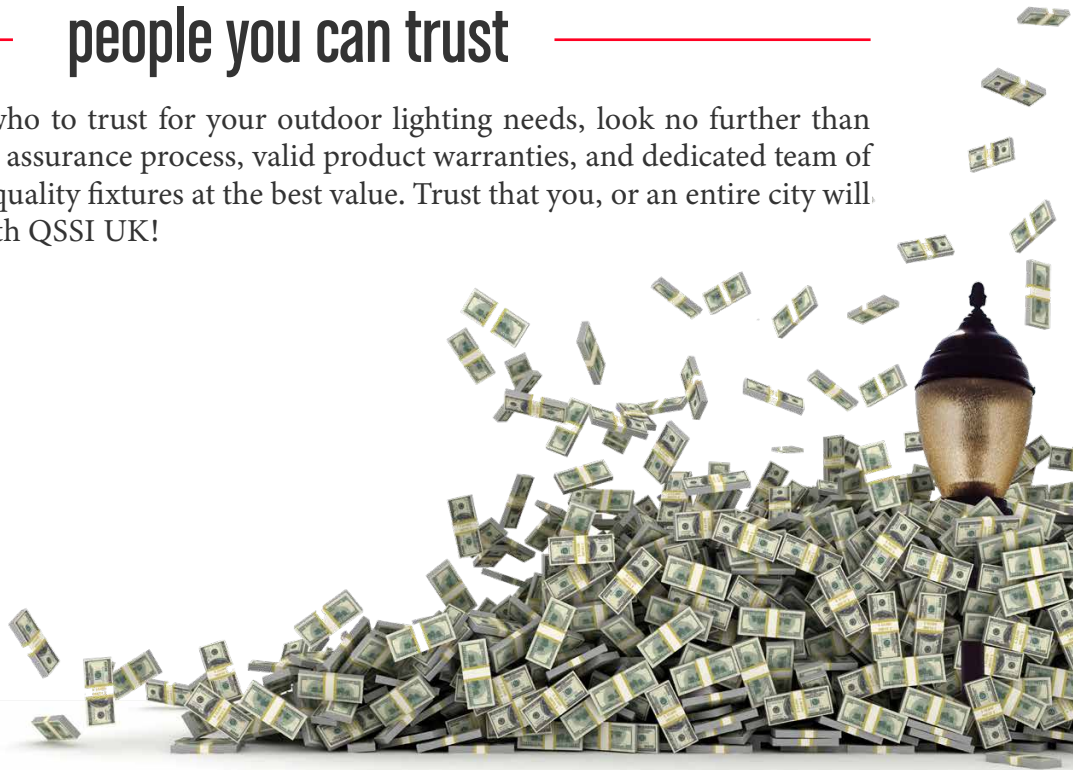 people you can trust
who to trust for your outdoor lighting needs, look no further than
assurance process, valid product warranties, and dedicated team of
quality fixtures at the best value. Trust that you, or an entire city will
th QSSI UK!